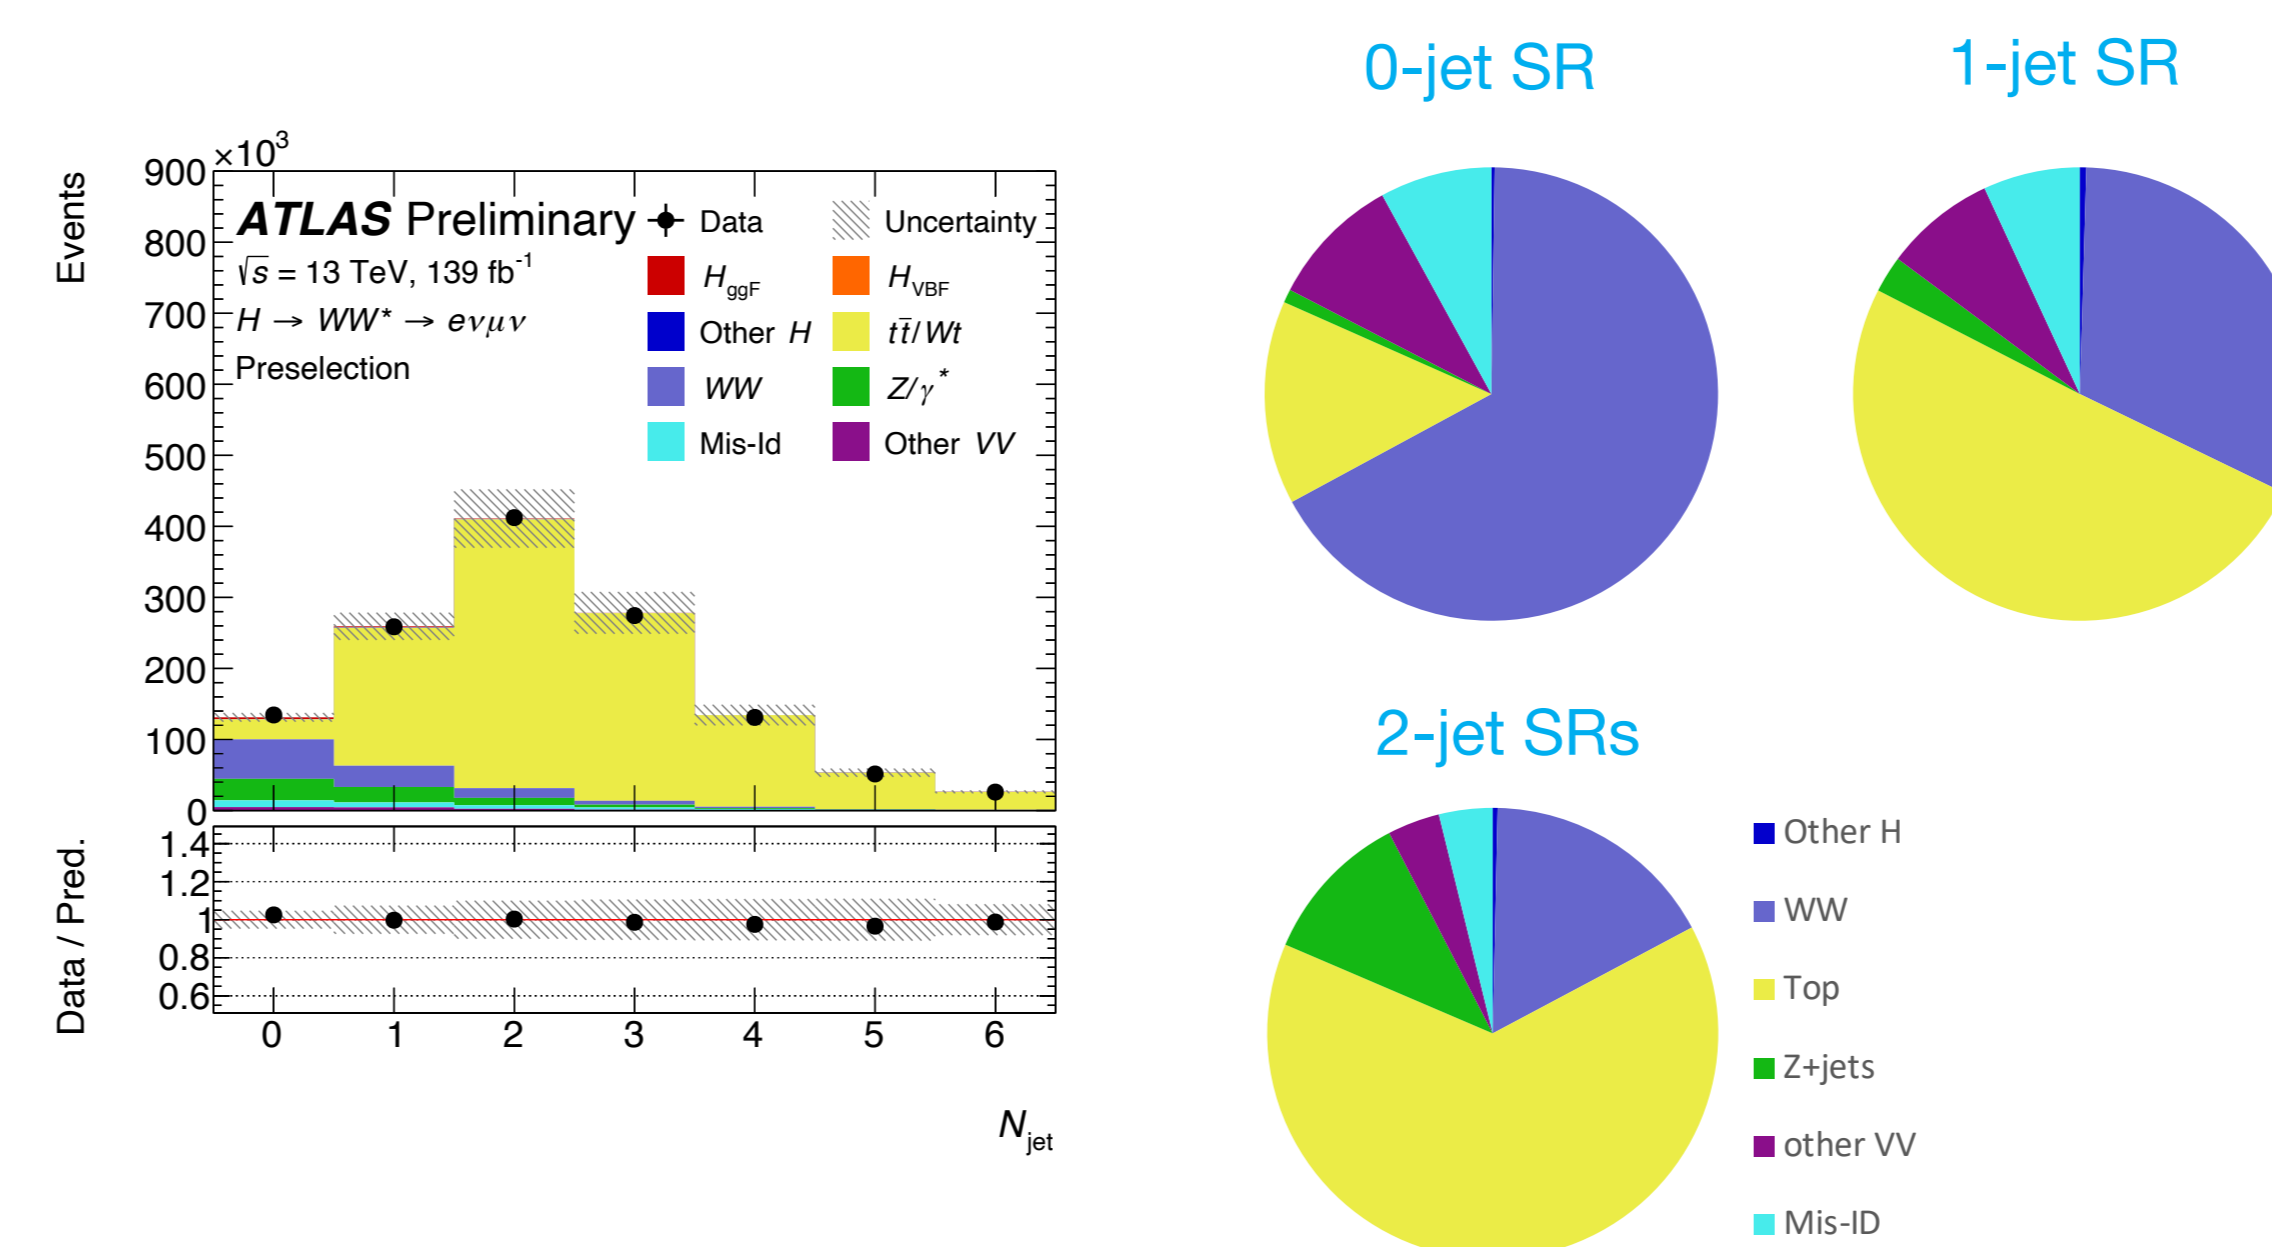 0-jet SR
1-jet SR
×10³
Events
900
800
700
600
500
400
300
200
100
0
ATLAS Preliminary
√s = 13 TeV, 139 fb⁻¹
H → WW* → eνμν
Preselection
Data
Uncertainty
H_ggF
H_VBF
Other H
tt̄/Wt
WW
Z/γ*
Mis-Id
Other VV
Data / Pred.
1.4
1.2
1
0.8
0.6
0 1 2 3 4 5 6
N_jet
2-jet SRs
Other H
WW
Top
Z+jets
other VV
Mis-ID